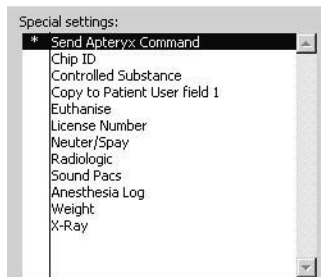 Special settings:
* Send Apteryx Command
Chip ID
Controlled Substance
Copy to Patient User field 1
Euthanise
License Number
Neuter/Spay
Radiologic
Sound Pacs
Anesthesia Log
Weight
X-Ray